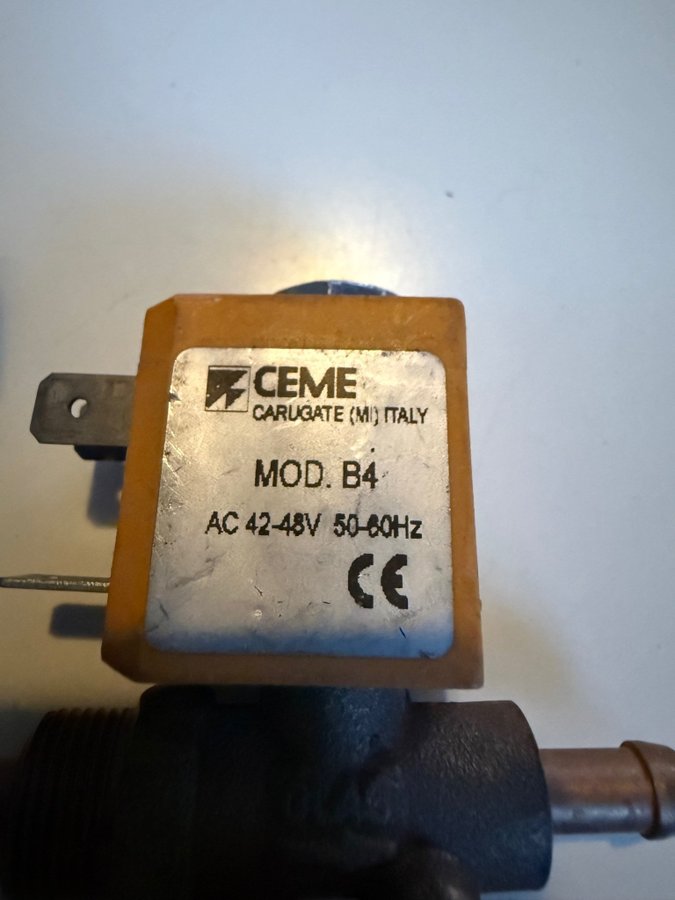 CEME
CARUGATE (MI) ITALY
MOD. B4
AC 42-48V 50-60Hz
CE